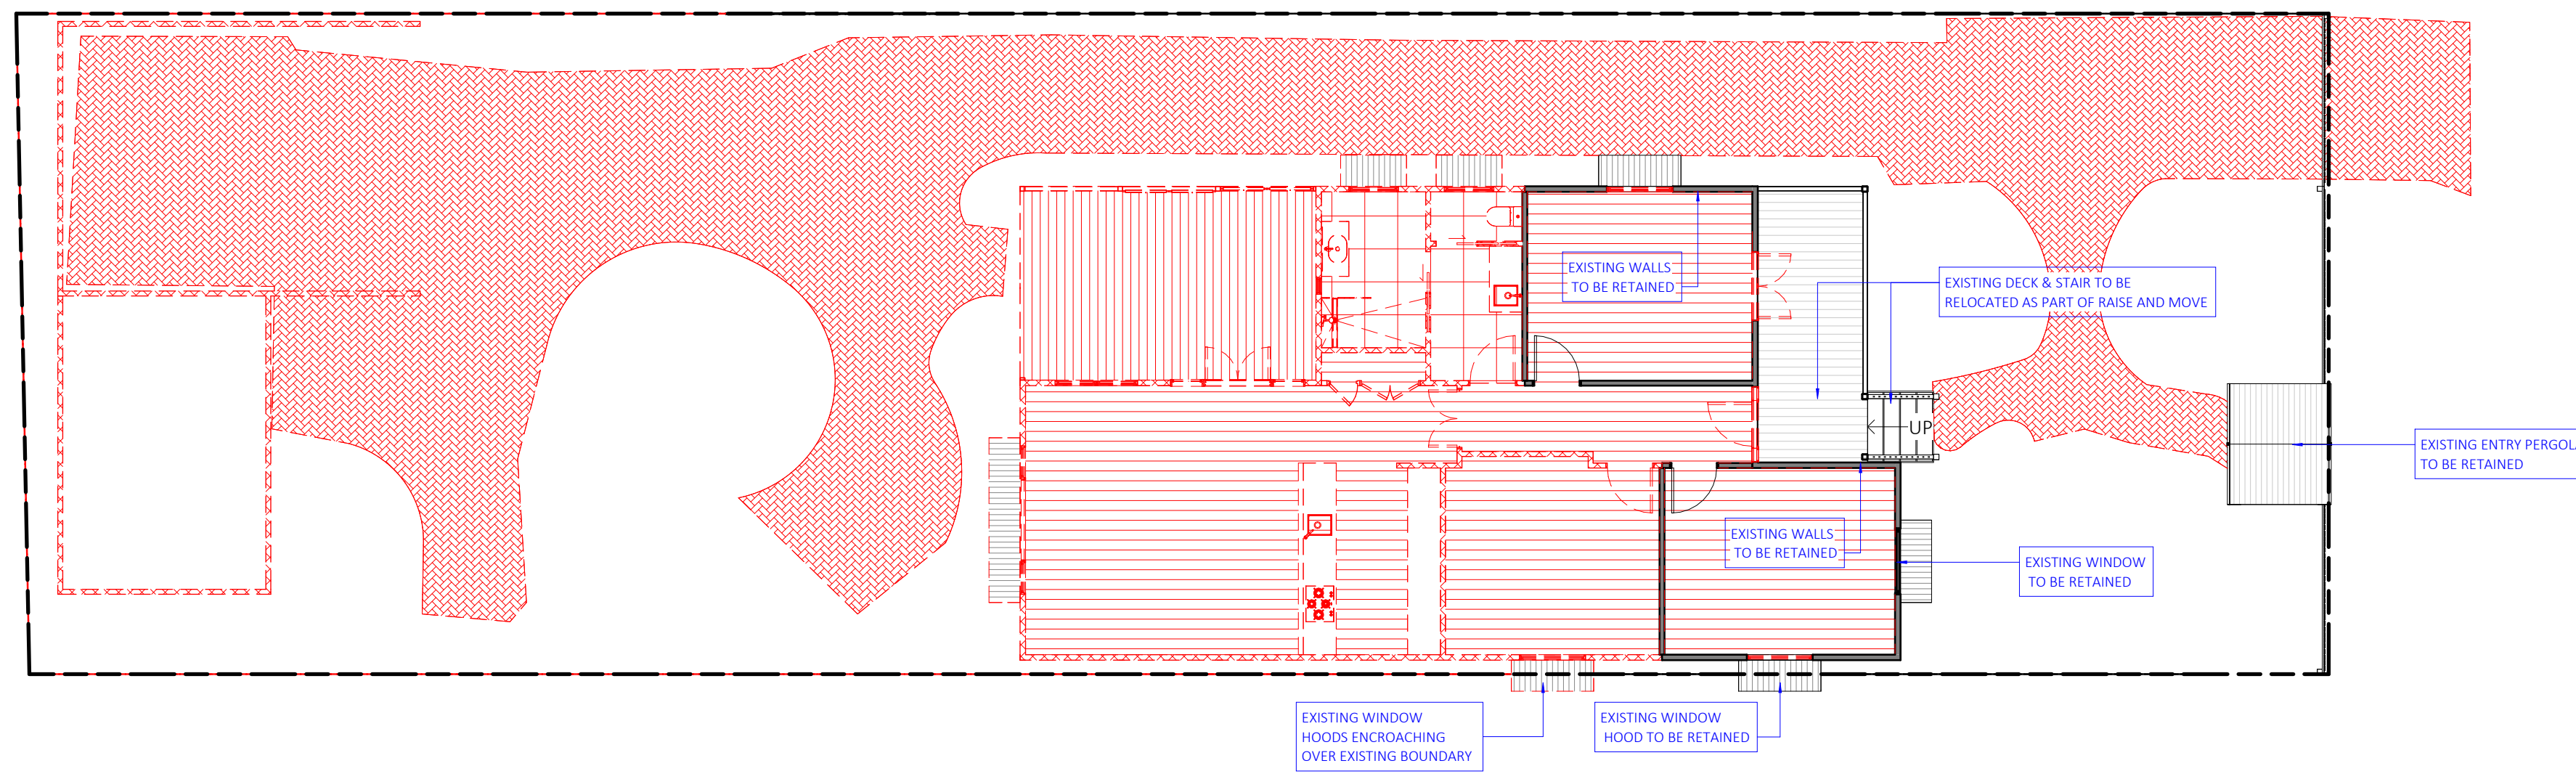 EXISTING WALLS
TO BE RETAINED
EXISTING DECK & STAIR TO BE
RELOCATED AS PART OF RAISE AND MOVE
UP
EXISTING ENTRY PERGOLA
TO BE RETAINED
EXISTING WALLS
TO BE RETAINED
EXISTING WINDOW
TO BE RETAINED
EXISTING WINDOW
HOODS ENCROACHING
OVER EXISTING BOUNDARY
EXISTING WINDOW
HOOD TO BE RETAINED